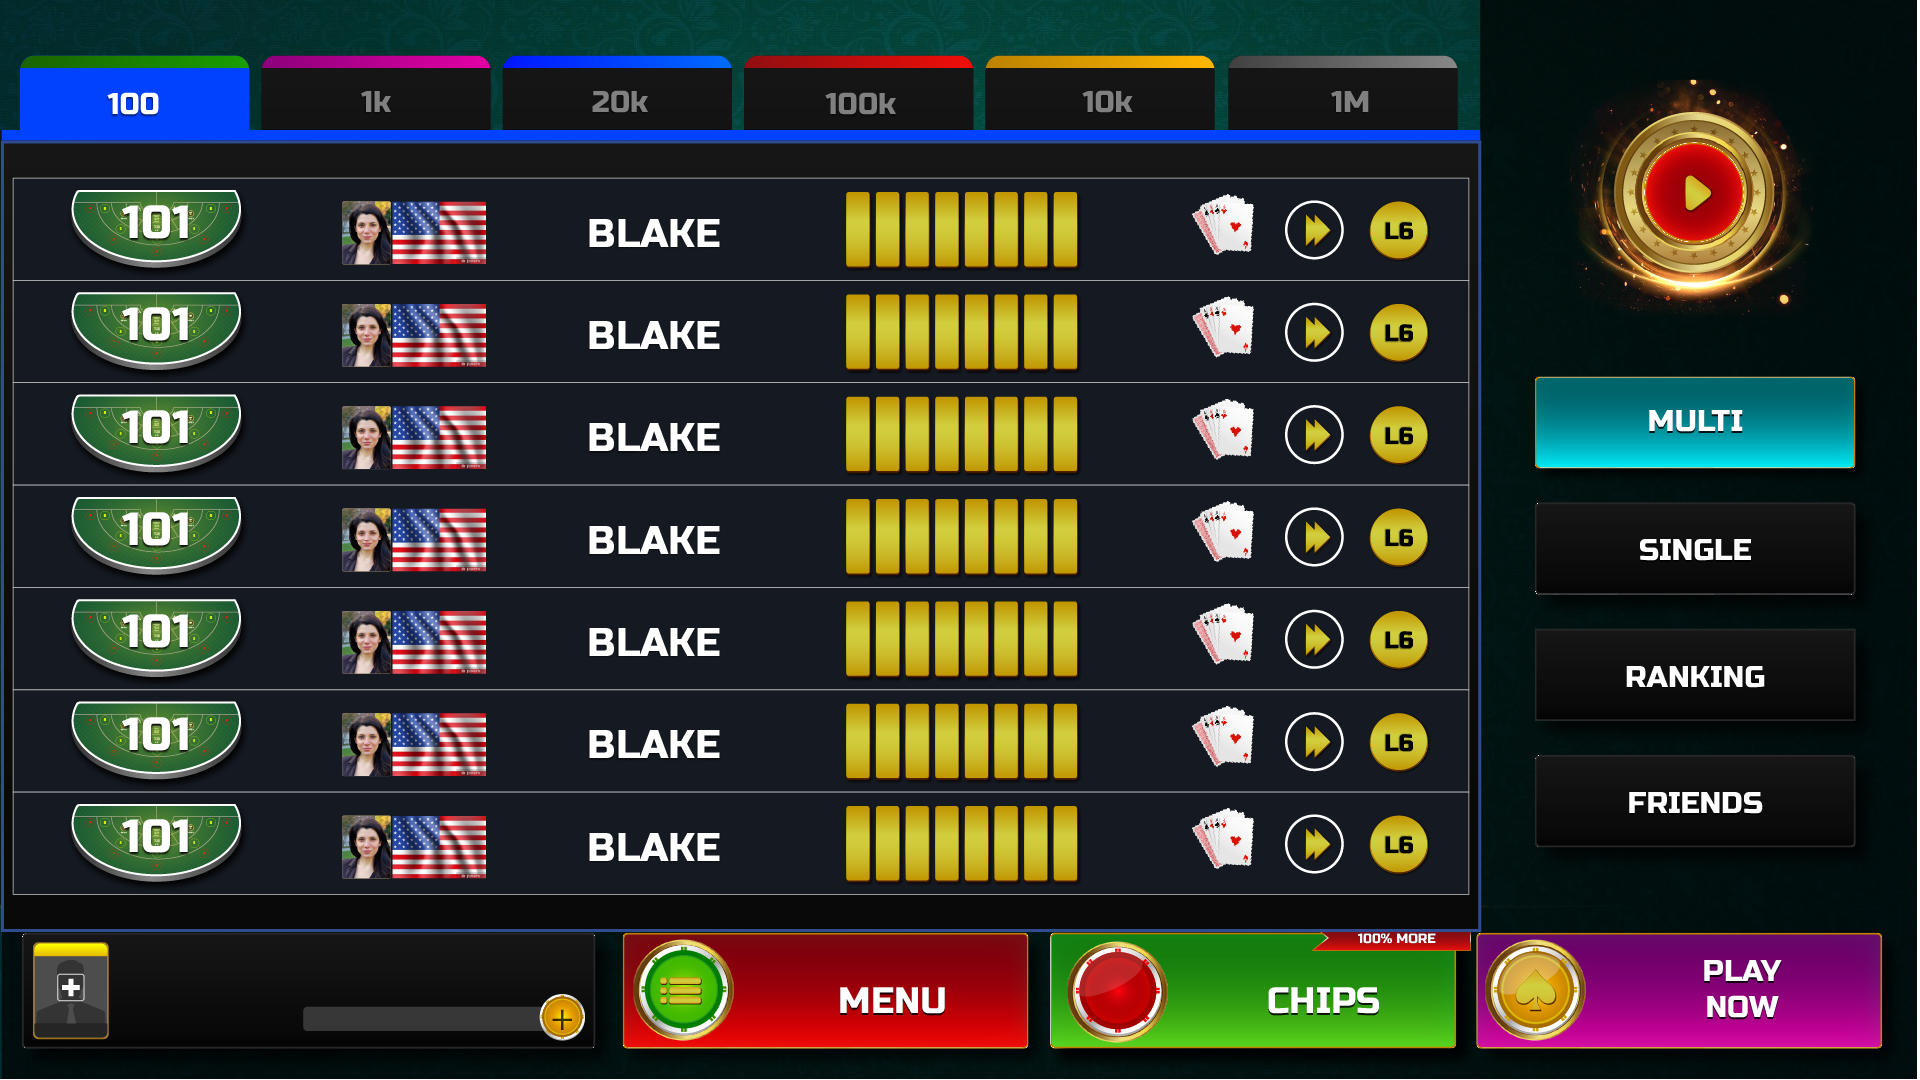 100
1k
20k
100k
10k
1M
101
BLAKE
L6
101
BLAKE
L6
101
BLAKE
L6
101
BLAKE
L6
101
BLAKE
L6
101
BLAKE
L6
101
BLAKE
L6
MULTI
SINGLE
RANKING
FRIENDS
MENU
100% MORE
CHIPS
PLAY
NOW